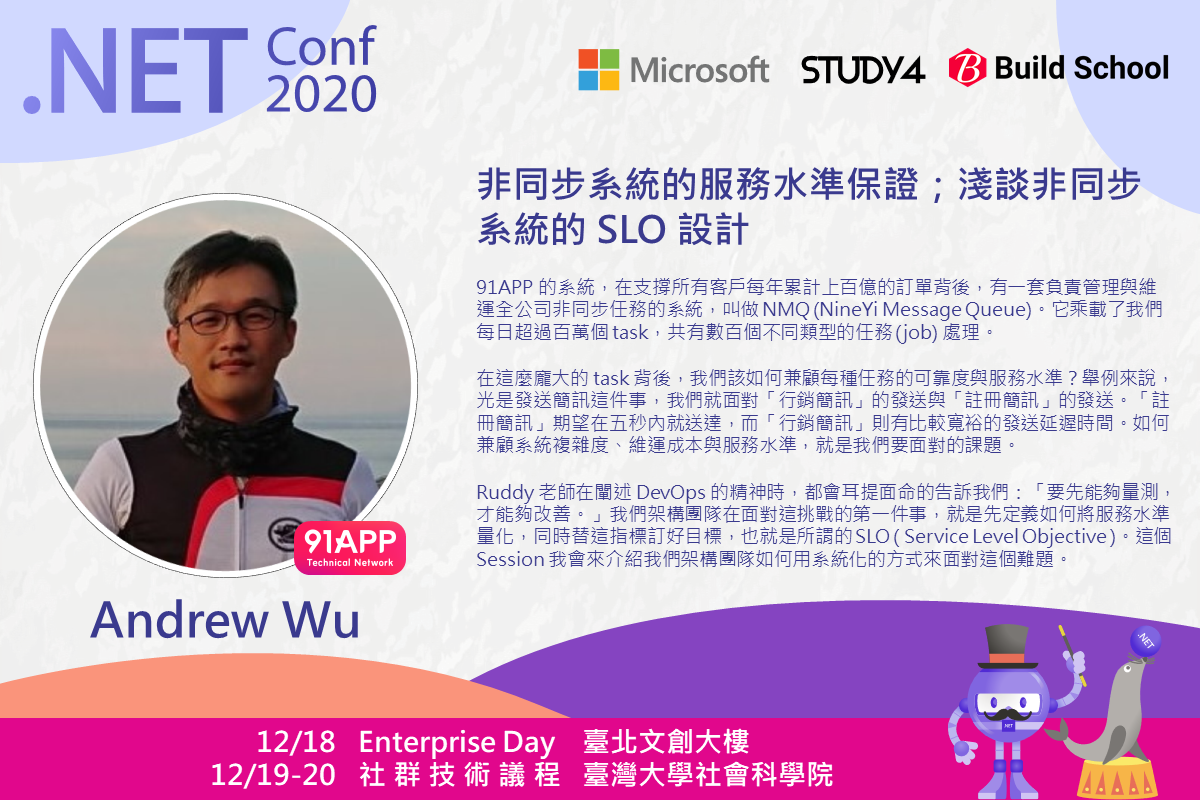 .NET Conf 2020
Microsoft
STUDY4
Build School
非同步系統的服務水準保證；淺談非同步
系統的 SLO 設計
91APP 的系統，在支撐所有客戶每年累計上百億的訂單背後，有一套負責管理與維
運全公司非同步任務的系統，叫做 NMQ (NineYi Message Queue)。它乘載了我們
每日超過百萬個 task，共有數百個不同類型的任務 (job) 處理。
在這麼龐大的 task 背後，我們該如何兼顧每種任務的可靠度與服務水準？舉例來說，
光是發送簡訊這件事，我們就面對「行銷簡訊」的發送與「註冊簡訊」的發送。「註
冊簡訊」期望在五秒內就送達，而「行銷簡訊」則有比較寬裕的發送延遲時間。如何
兼顧系統複雜度、維運成本與服務水準，就是我們要面對的課題。
Ruddy 老師在闡述 DevOps 的精神時，都會耳提面命的告訴我們：「要先能夠量測，
才能夠改善。」我們架構團隊在面對這挑戰的第一件事，就是先定義如何將服務水準
量化，同時替這指標訂好目標，也就是所謂的 SLO ( Service Level Objective )。這個
Session 我會來介紹我們架構團隊如何用系統化的方式來面對這個難題。
91APP
Technical Network
Andrew Wu
.NET
.NET
12/18 Enterprise Day 臺北文創大樓
12/19-20 社群技術議程 臺灣大學社會科學院